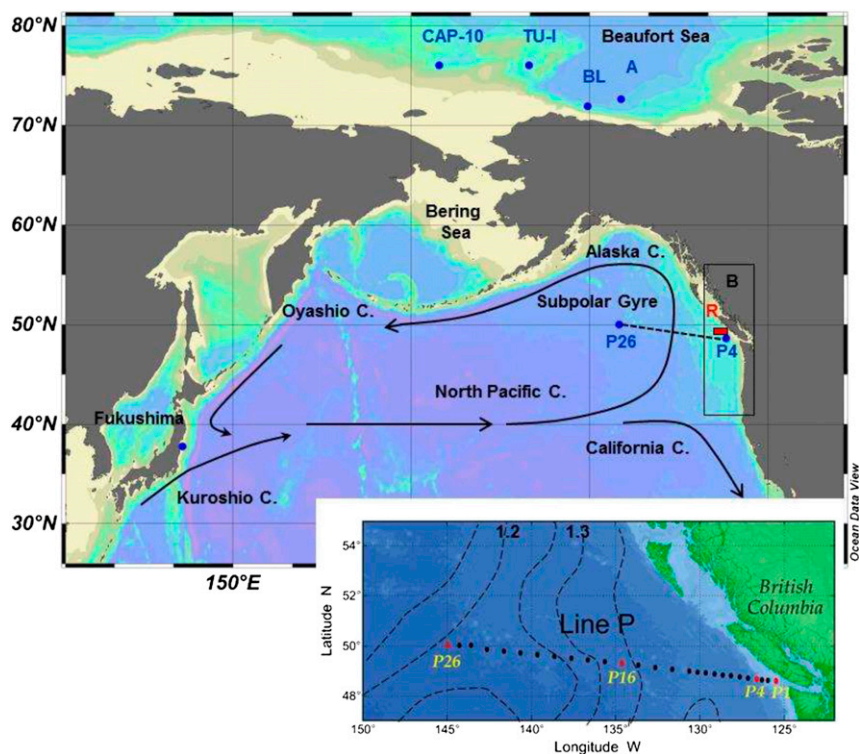 80°N
CAP-10
TU-I
Beaufort Sea
BL
A
70°N
60°N
Bering
Sea
Alaska C.
B
Subpolar Gyre
Oyashio C.
R
50°N
P26
P4
North Pacific C.
Fukushima
40°N
California C.
Kuroshio C.
30°N
150°E
Ocean Data View
54°
52°
50°
48°
Latitude N
1.2
1.3
British
Columbia
Line P
P26
P16
P4
P1
150°
145°
140°
135°
130°
125°
Longitude W